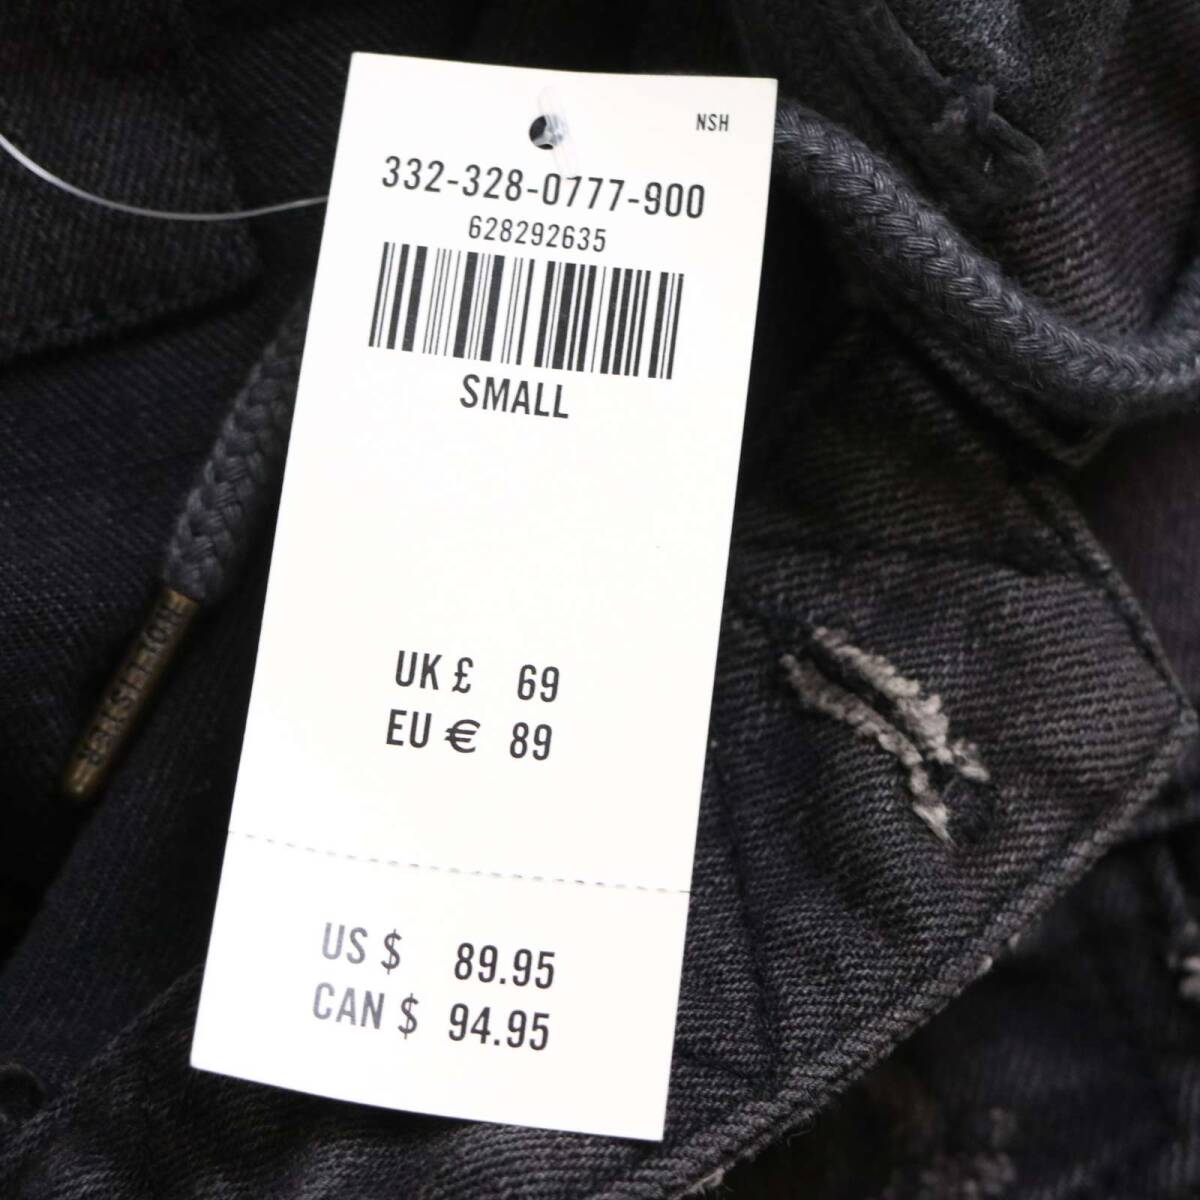 NSH
332-328-0777-900
628292635
SMALL
UK £ 69
EU € 89
US $ 89.95
CAN $ 94.95